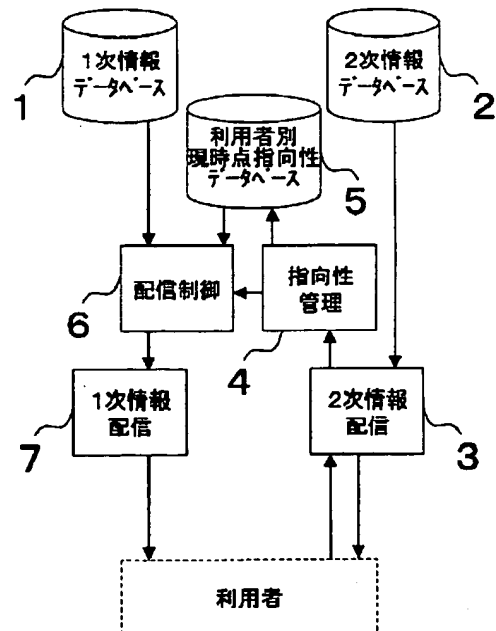 1次情報
データベース
1
2次情報
データベース
2
利用者別
現時点指向性
データベース
5
配信制御
6
指向性
管理
4
1次情報
配信
7
2次情報
配信
3
利用者